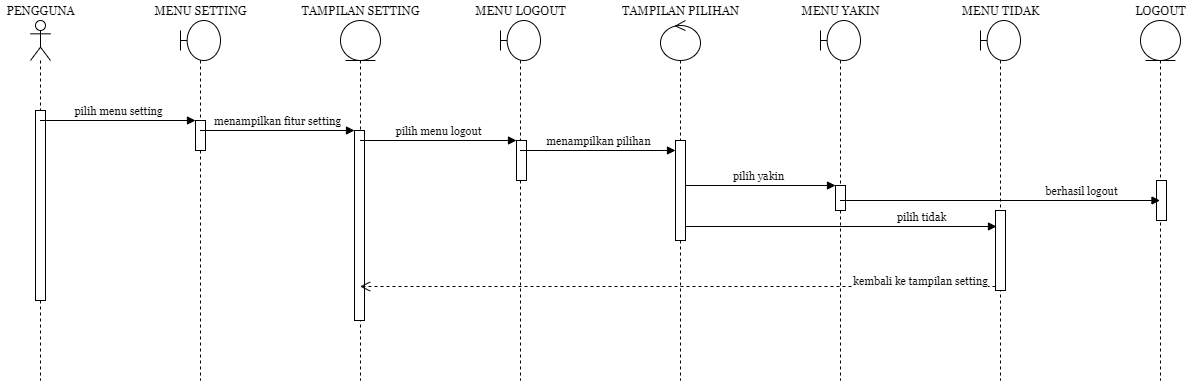 PENGGUNA
MENU SETTING
TAMPILAN SETTING
MENU LOGOUT
TAMPILAN PILIHAN
MENU YAKIN
MENU TIDAK
LOGOUT
pilih menu setting
menampilkan fitur setting
pilih menu logout
menampilkan pilihan
pilih yakin
berhasil logout
pilih tidak
kembali ke tampilan setting